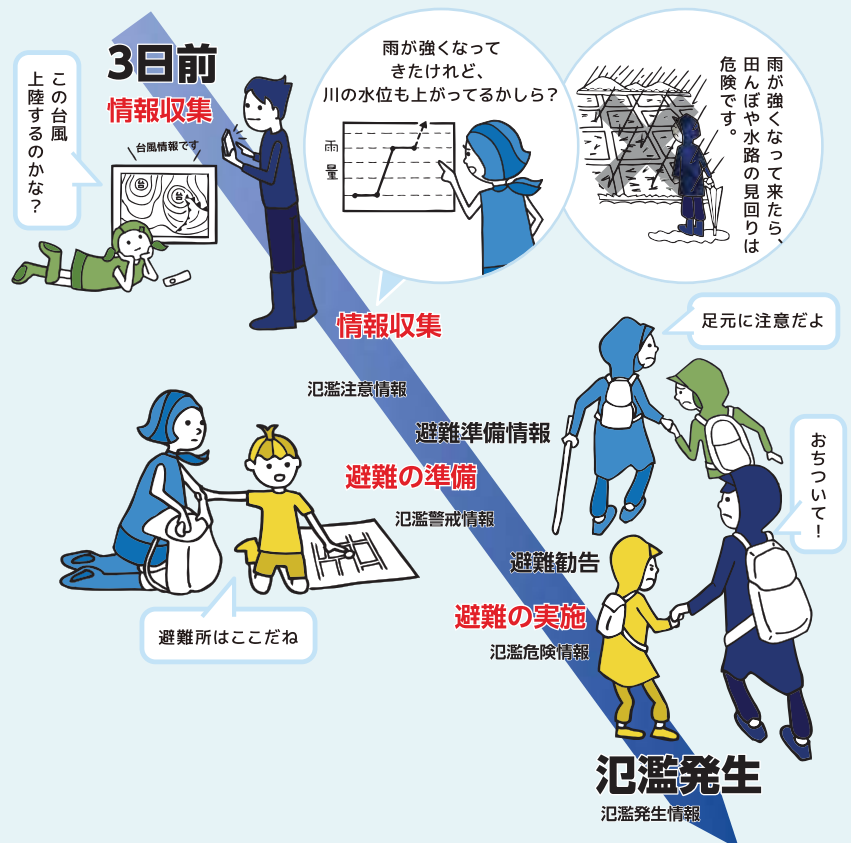 3日前
情報収集
この台風
上陸するのかな？
台風情報です
台
台
雨が強くなって
きたけれど、
川の水位も上がってるかしら？
雨量
雨が強くなって来たら、
田んぼや水路の見回りは
危険です。
情報収集
足元に注意だよ
氾濫注意情報
避難準備情報
おちついて！
避難の準備
氾濫警戒情報
避難勧告
避難の実施
避難所はここだね
氾濫危険情報
氾濫発生
氾濫発生情報